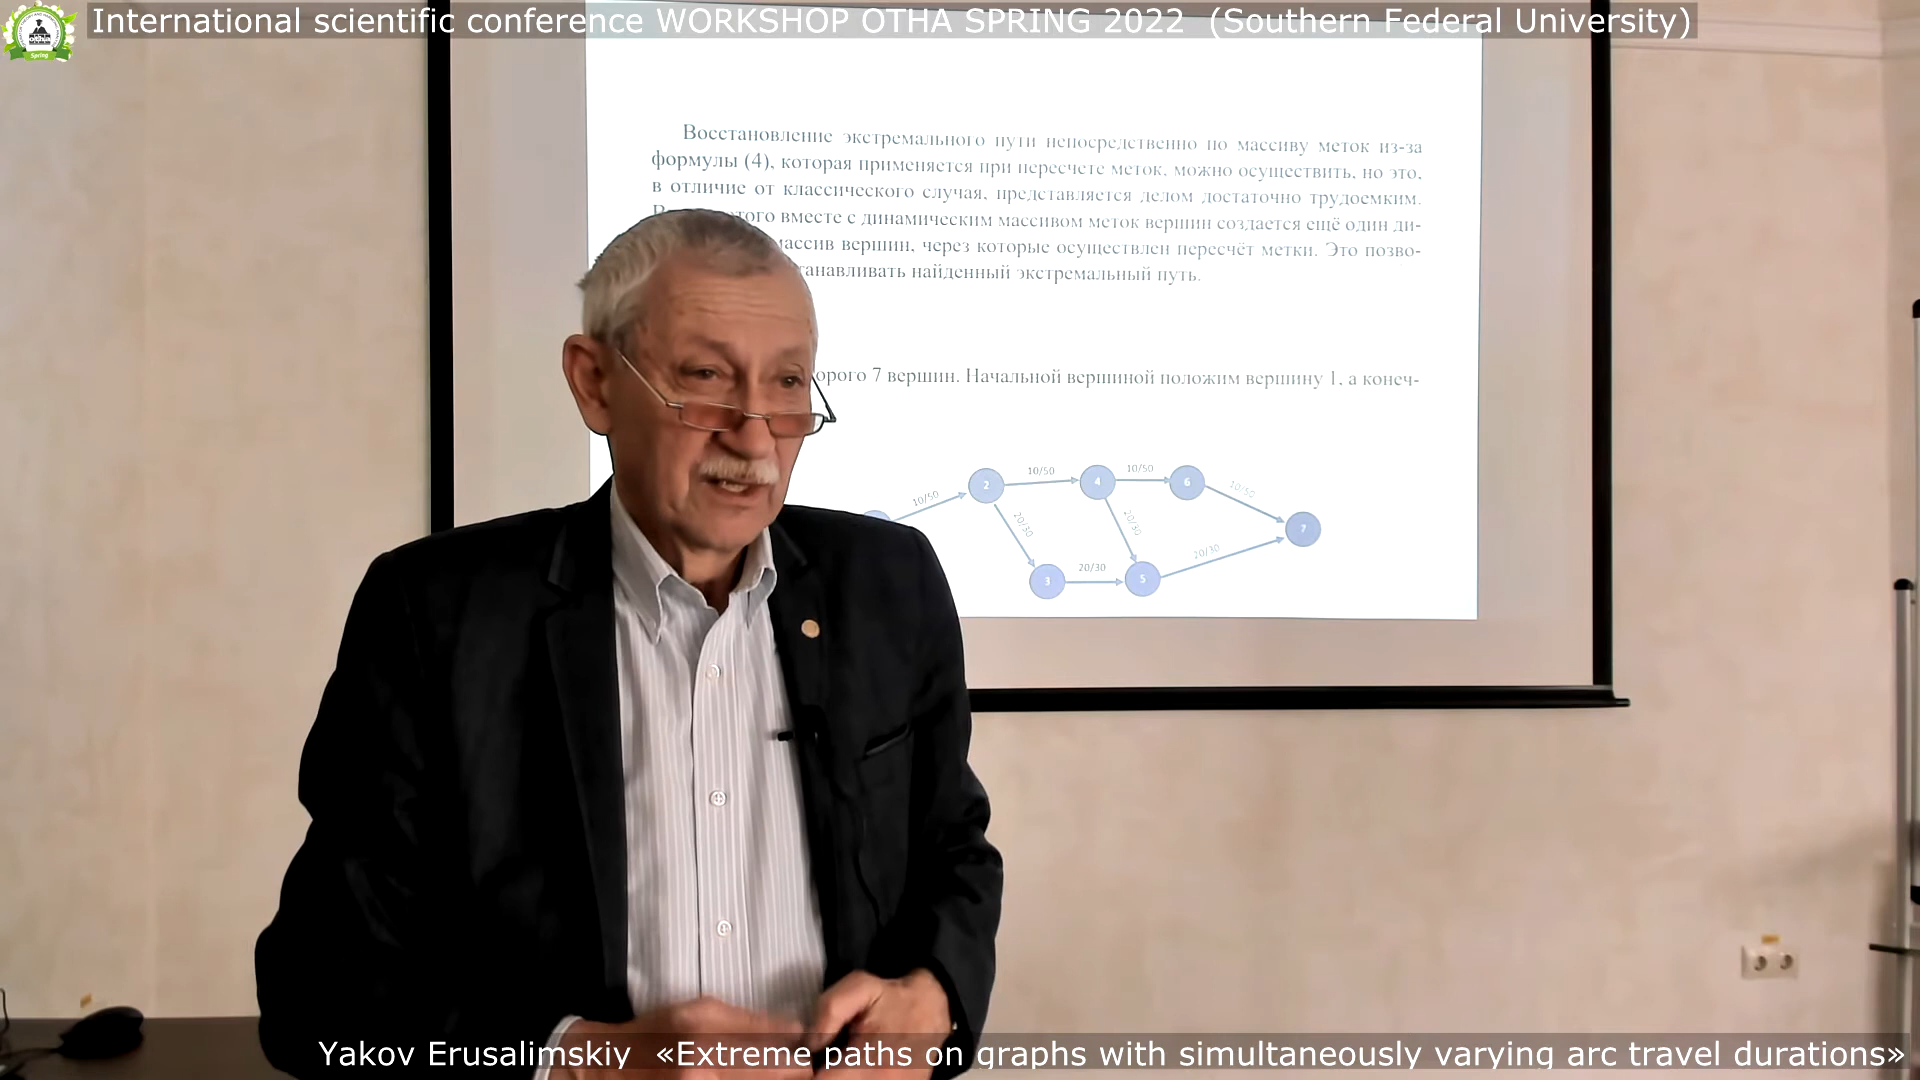 International scientific conference WORKSHOP OTHA SPRING 2022 (Southern Federal University)
Spring
Восстановление экстремального пути непосредственно по массиву меток из-за
формулы (4), которая применяется при пересчете меток, можно осуществить, но это,
в отличие от классического случая, представляется делом достаточно трудоемким.
вместе с динамическим массивом меток вершин создается ещё один ди-
массив вершин, через которые осуществлен пересчёт метки. Это позво-
найденный экстремальный путь.
7 вершин. Начальной вершиной положим вершину 1, а конеч-
10/50
10/50
10/50
10/50
2
4
6
20/30
20/30
7
20/30
20/30
3
5
Yakov Erusalimskiy «Extreme paths on graphs with simultaneously varying arc travel durations»